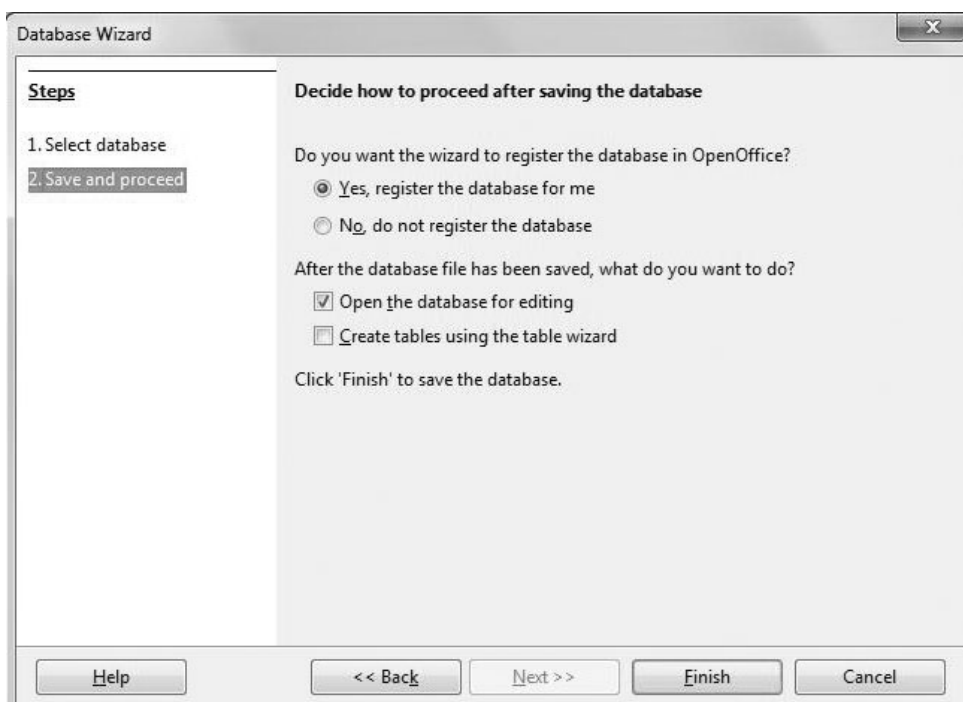 Database Wizard
X
Steps
1. Select database
2. Save and proceed
Decide how to proceed after saving the database
Do you want the wizard to register the database in OpenOffice?
Yes, register the database for me
No, do not register the database
After the database file has been saved, what do you want to do?
Open the database for editing
Create tables using the table wizard
Click 'Finish' to save the database.
Help
<< Back
Next >>
Finish
Cancel